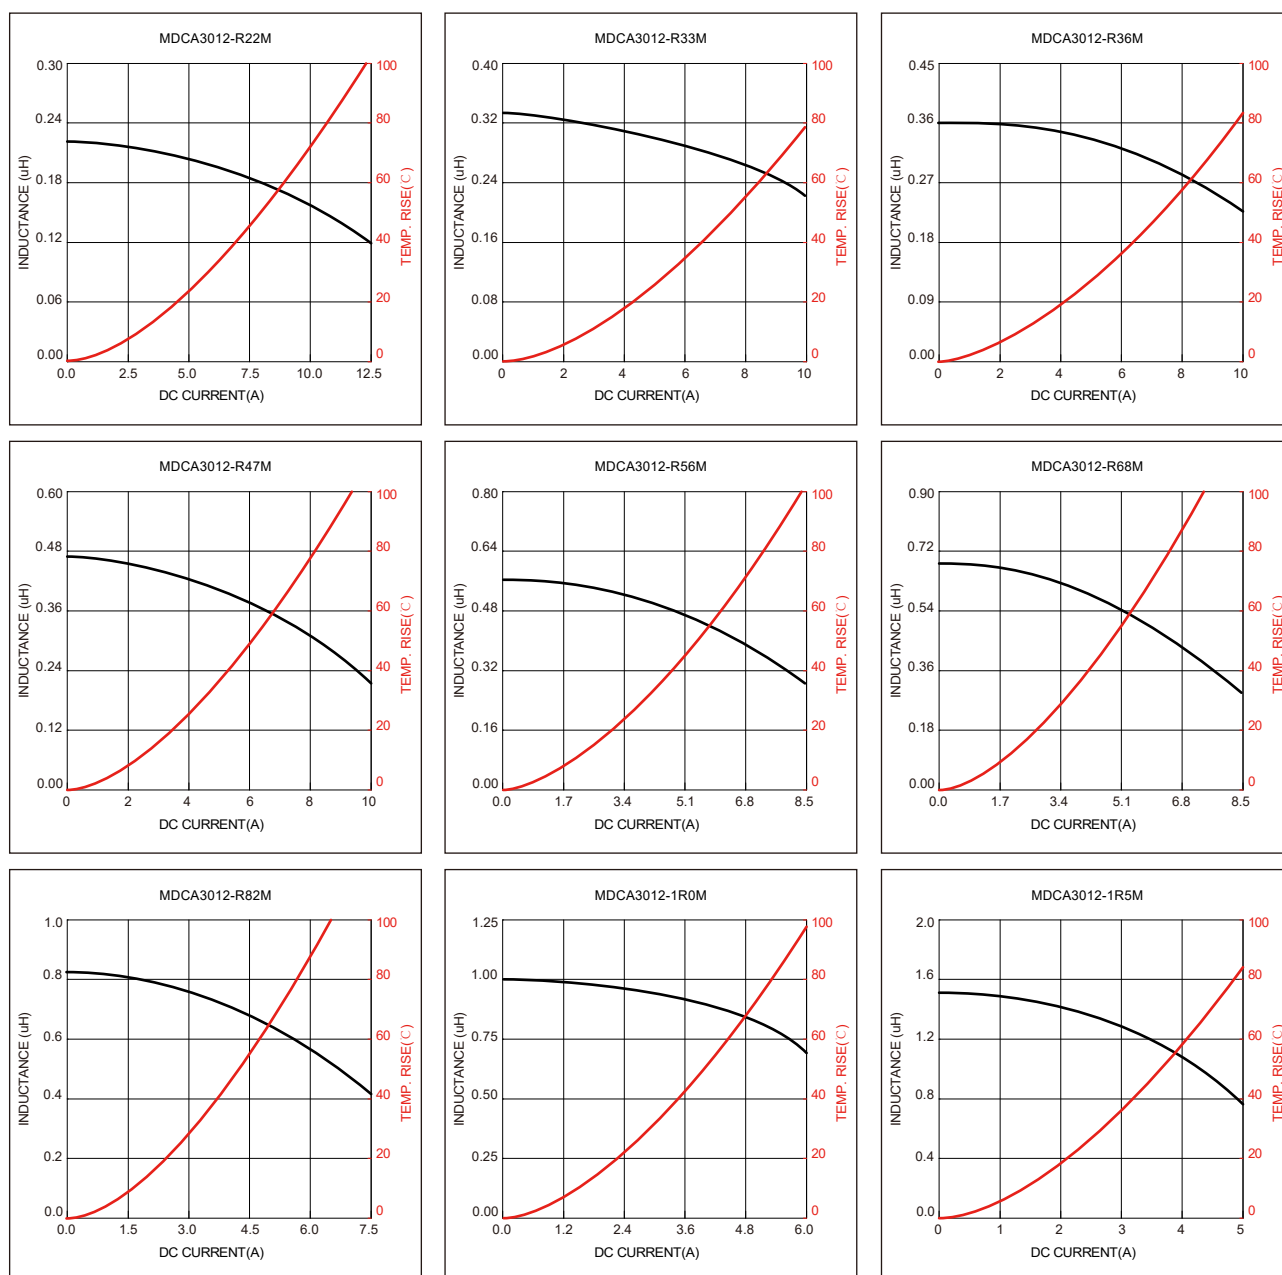 MDCA3012-R22M
0.30
0.24
0.18
0.12
0.06
0.00
INDUCTANCE (uH)
100
80
60
40
20
0
TEMP. RISE(℃)
0.0 2.5 5.0 7.5 10.0 12.5
DC CURRENT(A)
MDCA3012-R33M
0.40
0.32
0.24
0.16
0.08
0.00
INDUCTANCE (uH)
100
80
60
40
20
0
TEMP. RISE(℃)
0 2 4 6 8 10
DC CURRENT(A)
MDCA3012-R36M
0.45
0.36
0.27
0.18
0.09
0.00
INDUCTANCE (uH)
100
80
60
40
20
0
TEMP. RISE(℃)
0 2 4 6 8 10
DC CURRENT(A)
MDCA3012-R47M
0.60
0.48
0.36
0.24
0.12
0.00
INDUCTANCE (uH)
100
80
60
40
20
0
TEMP. RISE(℃)
0 2 4 6 8 10
DC CURRENT(A)
MDCA3012-R56M
0.80
0.64
0.48
0.32
0.16
0.00
INDUCTANCE (uH)
100
80
60
40
20
0
TEMP. RISE(℃)
0.0 1.7 3.4 5.1 6.8 8.5
DC CURRENT(A)
MDCA3012-R68M
0.90
0.72
0.54
0.36
0.18
0.00
INDUCTANCE (uH)
100
80
60
40
20
0
TEMP. RISE(℃)
0.0 1.7 3.4 5.1 6.8 8.5
DC CURRENT(A)
MDCA3012-R82M
1.0
0.8
0.6
0.4
0.2
0.0
INDUCTANCE (uH)
100
80
60
40
20
0
TEMP. RISE(℃)
0.0 1.5 3.0 4.5 6.0 7.5
DC CURRENT(A)
MDCA3012-1R0M
1.25
1.00
0.75
0.50
0.25
0.00
INDUCTANCE (uH)
100
80
60
40
20
0
TEMP. RISE(℃)
0.0 1.2 2.4 3.6 4.8 6.0
DC CURRENT(A)
MDCA3012-1R5M
2.0
1.6
1.2
0.8
0.4
0.0
INDUCTANCE (uH)
100
80
60
40
20
0
TEMP. RISE(℃)
0 1 2 3 4 5
DC CURRENT(A)